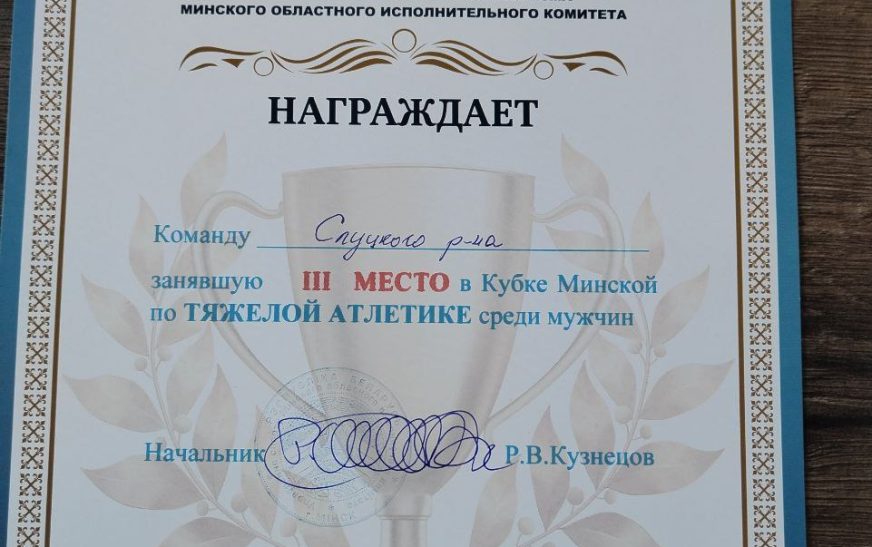 МИНСКОГО ОБЛАСТНОГО ИСПОЛНИТЕЛЬНОГО КОМИТЕТА
НАГРАЖДАЕТ
Команду Слуцкого р-на
занявшую III МЕСТО в Кубке Минской
по ТЯЖЕЛОЙ АТЛЕТИКЕ среди мужчин
Начальник Р.В.Кузнецов